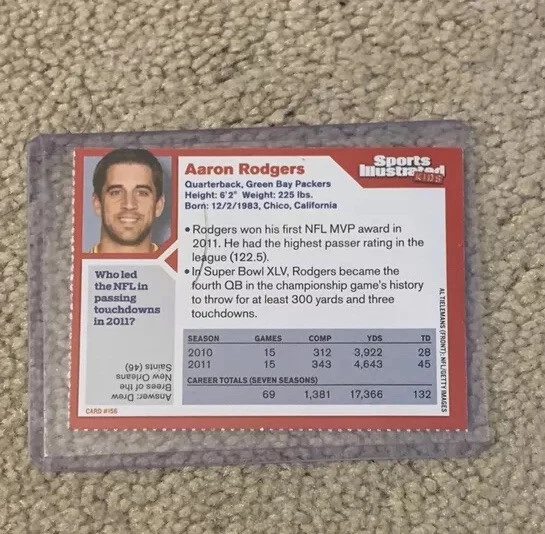 Sports
Illustrated
KIDS
Aaron Rodgers
Quarterback, Green Bay Packers
Height: 6'2" Weight: 225 lbs.
Born: 12/2/1983, Chico, California
• Rodgers won his first NFL MVP award in
2011. He had the highest passer rating in the
league (122.5).
• In Super Bowl XLV, Rodgers became the
fourth QB in the championship game's history
to throw for at least 300 yards and three
touchdowns.
Who led
the NFL in
passing
touchdowns
in 2011?
Answer: Drew
Brees of the
New Orleans
Saints (46)
CARD #156
SEASON GAMES COMP YDS TD
2010 15 312 3,922 28
2011 15 343 4,643 45
CAREER TOTALS (SEVEN SEASONS)
69 1,381 17,366 132
AL TIELEMANS (FRONT); NFL/GETTY IMAGES